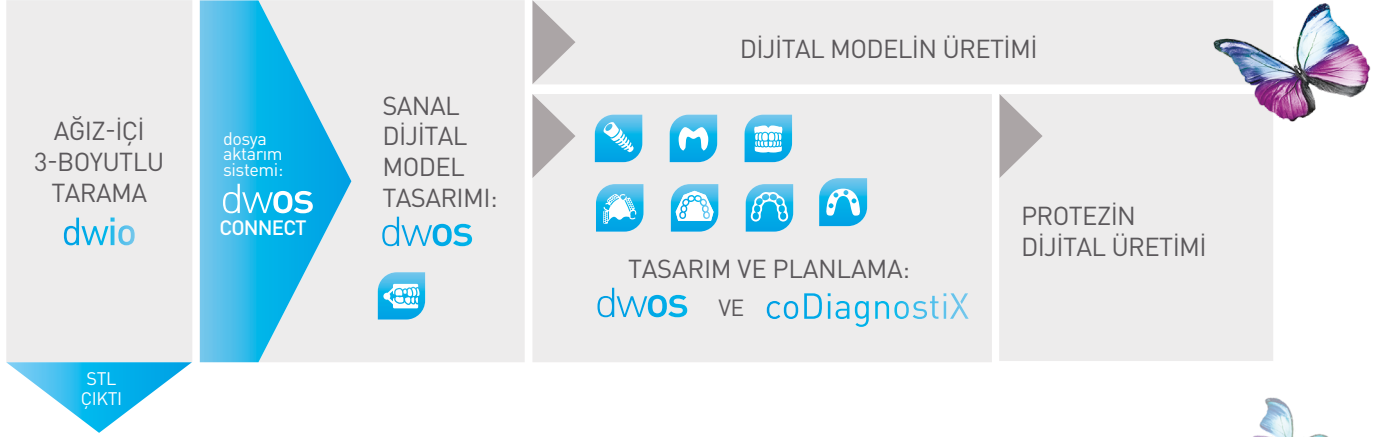 AĞIZ-İÇİ
3-BOYUTLU
TARAMA
dwio
STL
ÇIKTI
dosya
aktarım
sistemi:
dwos
CONNECT
SANAL
DİJİTAL
MODEL
TASARIMI:
dwos
DİJİTAL MODELİN ÜRETİMİ
TASARIM VE PLANLAMA:
dwos VE coDiagnostiX
PROTEZİN
DİJİTAL ÜRETİMİ